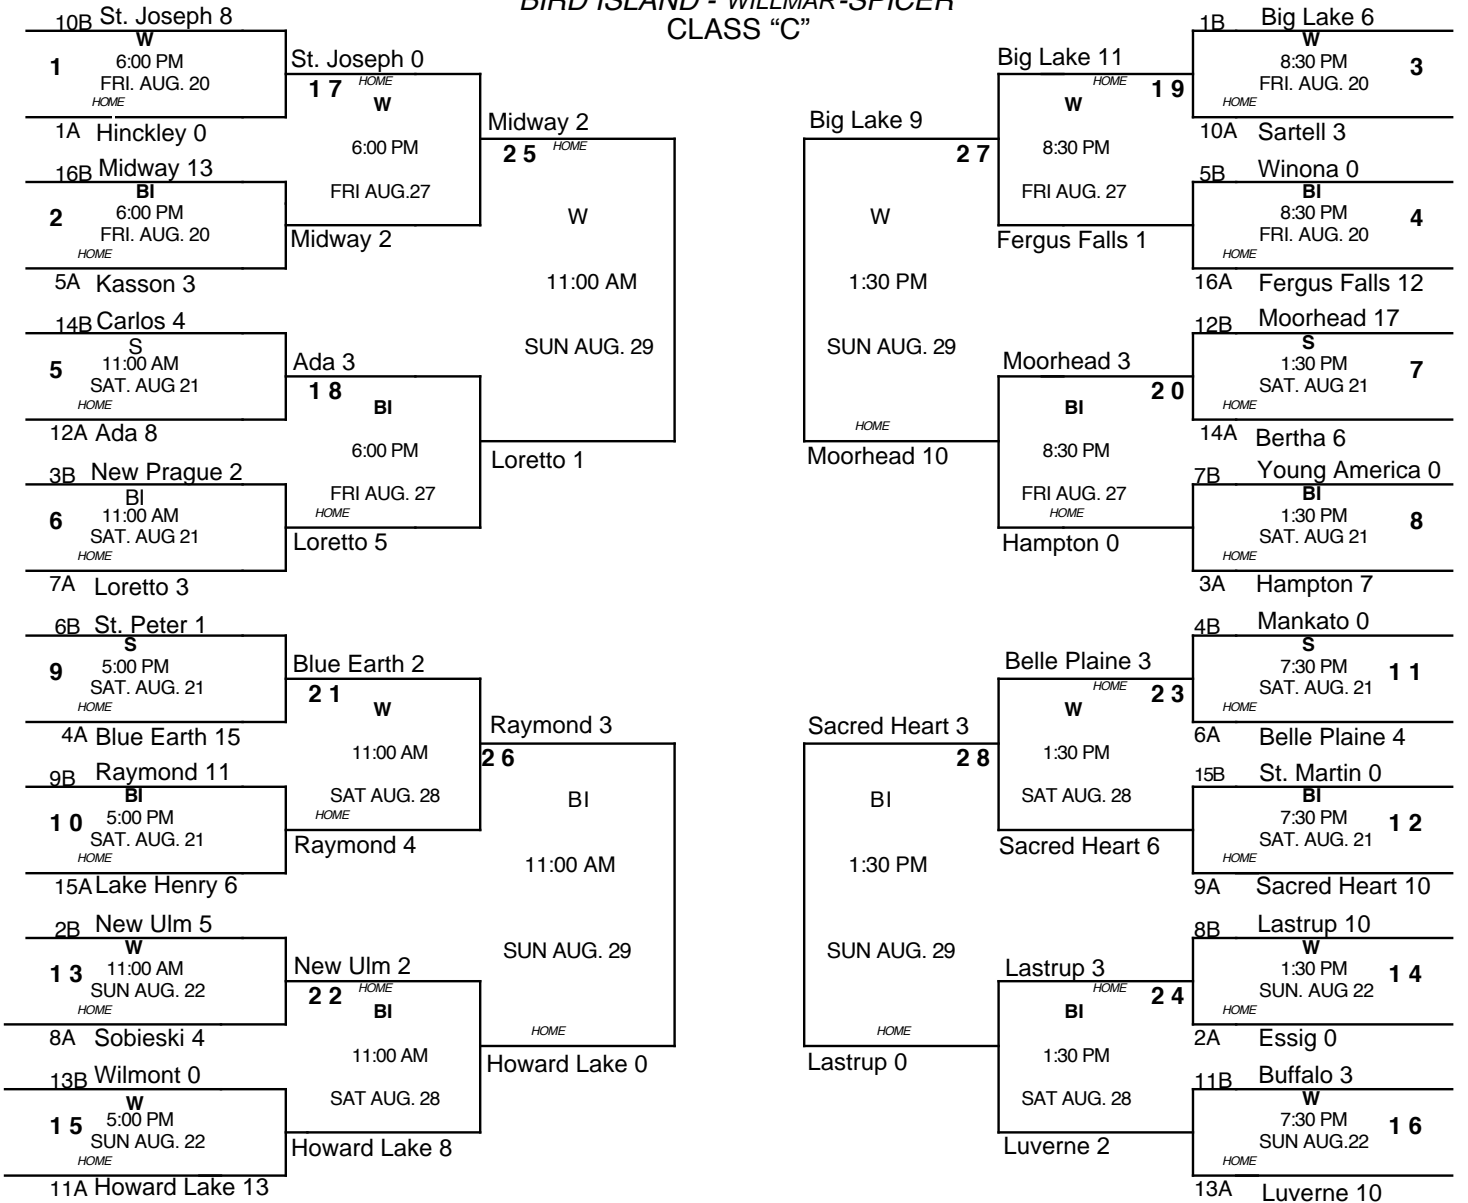 BIRD ISLAND - WILLMAR-SPICER
CLASS “C”
10B St. Joseph 8
W
1 6:00 PM
FRI. AUG. 20
HOME
1A Hinckley 0
16B Midway 13
BI
2 6:00 PM
FRI. AUG. 20
HOME
5A Kasson 3
14B Carlos 4
S
5 11:00 AM
SAT. AUG 21
HOME
12A Ada 8
3B New Prague 2
BI
6 11:00 AM
SAT. AUG 21
HOME
7A Loretto 3
6B St. Peter 1
S
9 5:00 PM
SAT. AUG. 21
HOME
4A Blue Earth 15
9B Raymond 11
BI
10 5:00 PM
SAT. AUG. 21
HOME
15A Lake Henry 6
2B New Ulm 5
W
13 11:00 AM
SUN AUG. 22
HOME
8A Sobieski 4
13B Wilmont 0
W
15 5:00 PM
SUN AUG. 22
HOME
11A Howard Lake 13
St. Joseph 0
17 HOME
W
6:00 PM
FRI AUG.27
Midway 2
Ada 3
18
BI
6:00 PM
FRI AUG. 27
HOME
Loretto 5
Blue Earth 2
21
W
11:00 AM
SAT AUG. 28
HOME
Raymond 4
New Ulm 2
22 HOME
BI
11:00 AM
SAT AUG. 28
Howard Lake 8
Midway 2
25 HOME
W
11:00 AM
SUN AUG. 29
Loretto 1
Raymond 3
26
BI
11:00 AM
SUN AUG. 29
HOME
Howard Lake 0
Big Lake 9
27
W
1:30 PM
SUN AUG. 29
HOME
Moorhead 10
Sacred Heart 3
28
BI
1:30 PM
SUN AUG. 29
HOME
Lastrup 0
Big Lake 11
HOME 19
W
8:30 PM
FRI AUG. 27
Fergus Falls 1
Moorhead 3
20
BI
8:30 PM
FRI AUG. 27
HOME
Hampton 0
Belle Plaine 3
HOME 23
W
1:30 PM
SAT AUG. 28
Sacred Heart 6
Lastrup 3
HOME 24
BI
1:30 PM
SAT AUG. 28
Luverne 2
1B Big Lake 6
W
8:30 PM 3
FRI. AUG. 20
HOME
10A Sartell 3
5B Winona 0
BI
8:30 PM 4
FRI. AUG. 20
HOME
16A Fergus Falls 12
12B Moorhead 17
S
1:30 PM 7
SAT. AUG 21
HOME
14A Bertha 6
7B Young America 0
BI
1:30 PM 8
SAT. AUG 21
HOME
3A Hampton 7
4B Mankato 0
S
7:30 PM 11
SAT. AUG. 21
HOME
6A Belle Plaine 4
15B St. Martin 0
BI
7:30 PM 12
SAT. AUG. 21
HOME
9A Sacred Heart 10
8B Lastrup 10
W
1:30 PM 14
SUN. AUG 22
HOME
2A Essig 0
11B Buffalo 3
W
7:30 PM 16
SUN AUG.22
HOME
13A Luverne 10